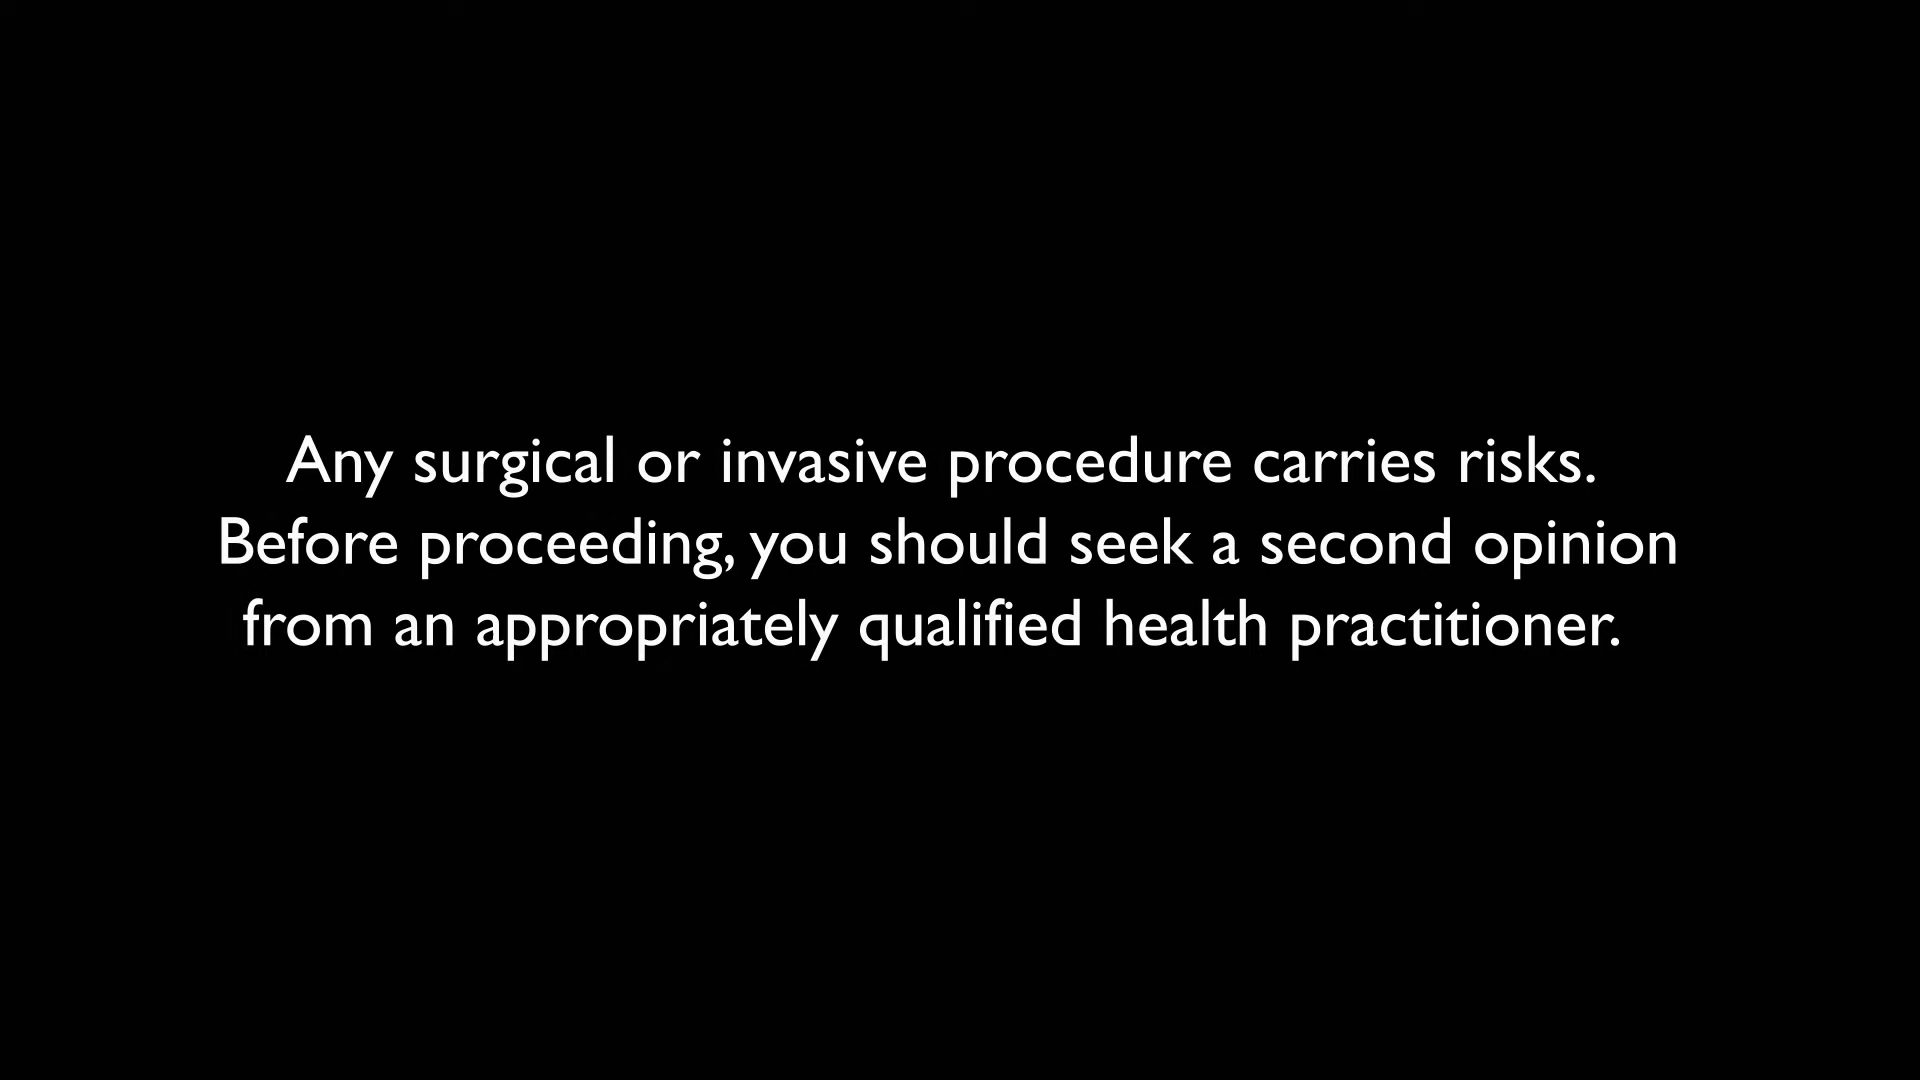 Any surgical or invasive procedure carries risks.
Before proceeding, you should seek a second opinion
from an appropriately qualified health practitioner.